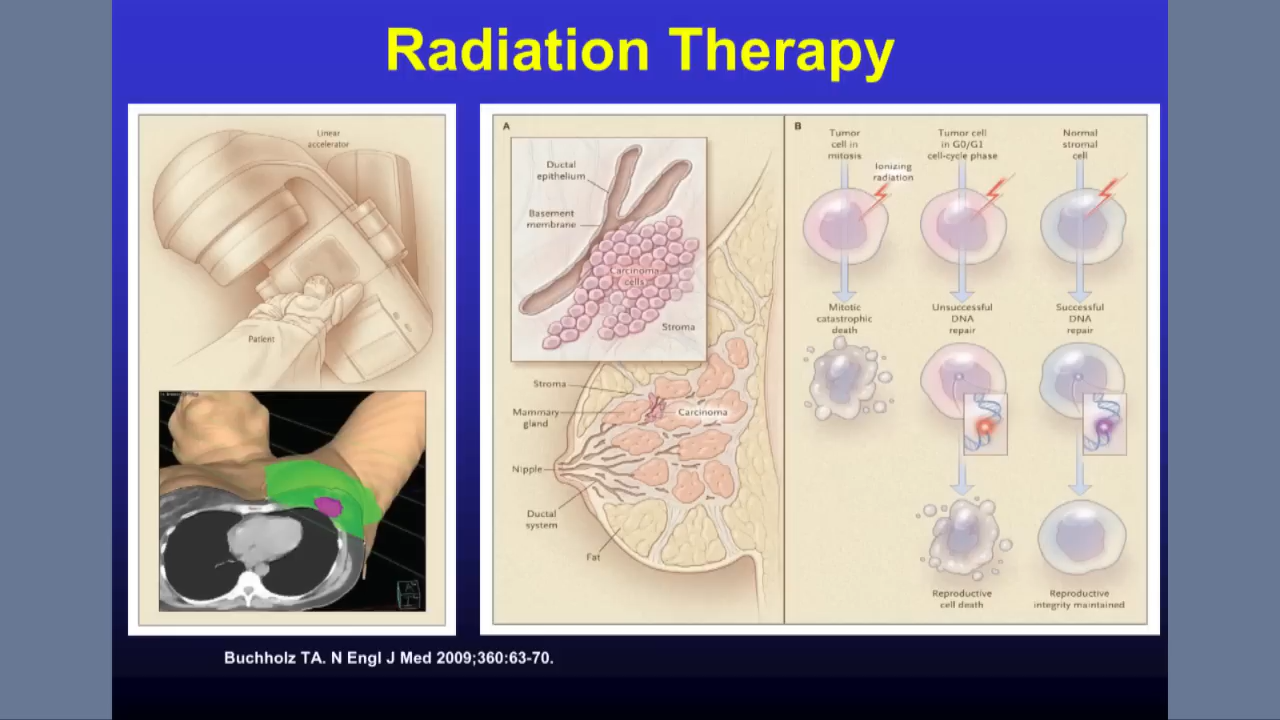 Radiation Therapy
Linear
accelerator
Patient
A
Ductal
epithelium
Basement
membrane
Carcinoma
cells
Stroma
Stroma
Mammary
gland
Carcinoma
Nipple
Ductal
system
Fat
B
Tumor
cell in
mitosis
Tumor cell
in G0/G1
cell-cycle phase
Normal
stromal
cell
Ionizing
radiation
Mitotic
catastrophic
death
Unsuccessful
DNA
repair
Successful
DNA
repair
Reproductive
cell death
Reproductive
integrity maintained
Buchholz TA. N Engl J Med 2009;360:63-70.